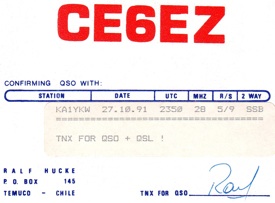 CE6EZ
CONFIRMING QSO WITH:
STATION DATE UTC MHZ R/S 2 WAY
KA1YKW 27.10.91 2350 28 5/9 SSB
TNX FOR QSO + QSL !
RALF HUCKE
P.O. BOX 145
TEMUCO - CHILE TNX FOR QSO Ralf